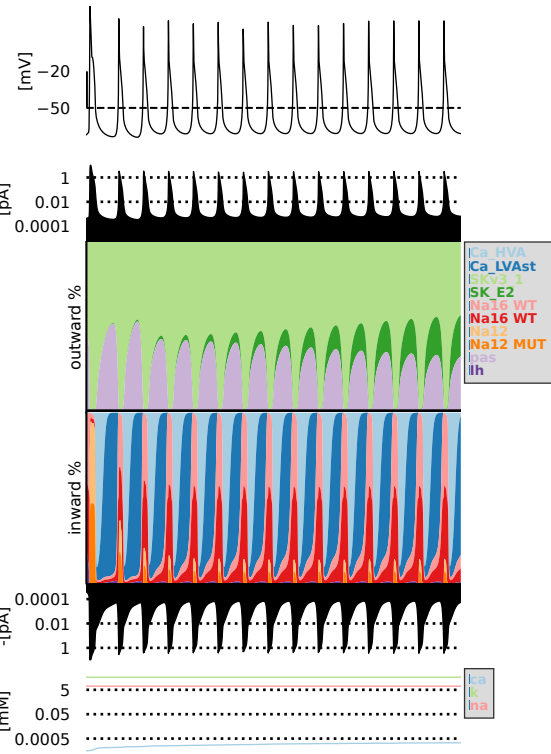 [mV]
−20
−50
[pA]
1
0.01
0.0001
outward %
Ca_HVA
Ca_LVAst
SKv3_1
SK_E2
Na16 WT
Na16 WT
Na12
Na12 MUT
pas
Ih
inward %
-[pA]
0.0001
0.01
1
[mM]
5
0.05
0.0005
ca
k
na